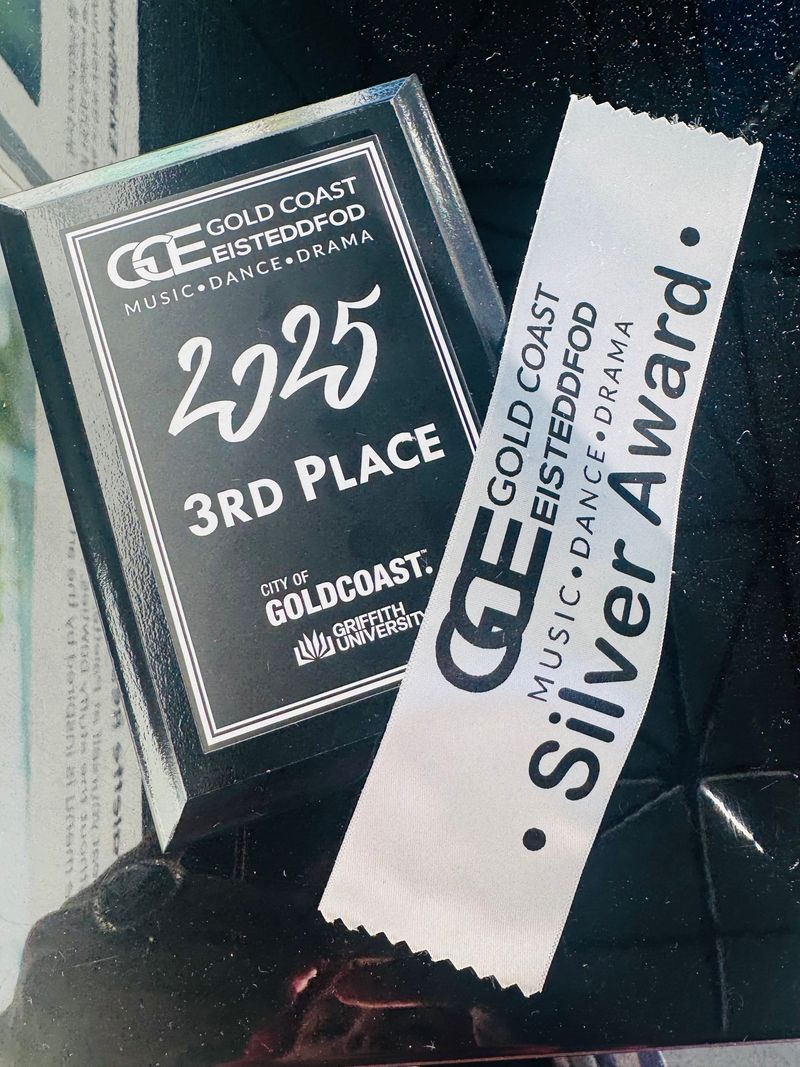 GCE GOLD COAST
EISTEDDFOD
MUSIC•DANCE•DRAMA
2025
3RD PLACE
CITY OF
GOLDCOAST.™
GRIFFITH
UNIVERSITY
GCE GOLD COAST
EISTEDDFOD
MUSIC•DANCE•DRAMA
• Silver Award •